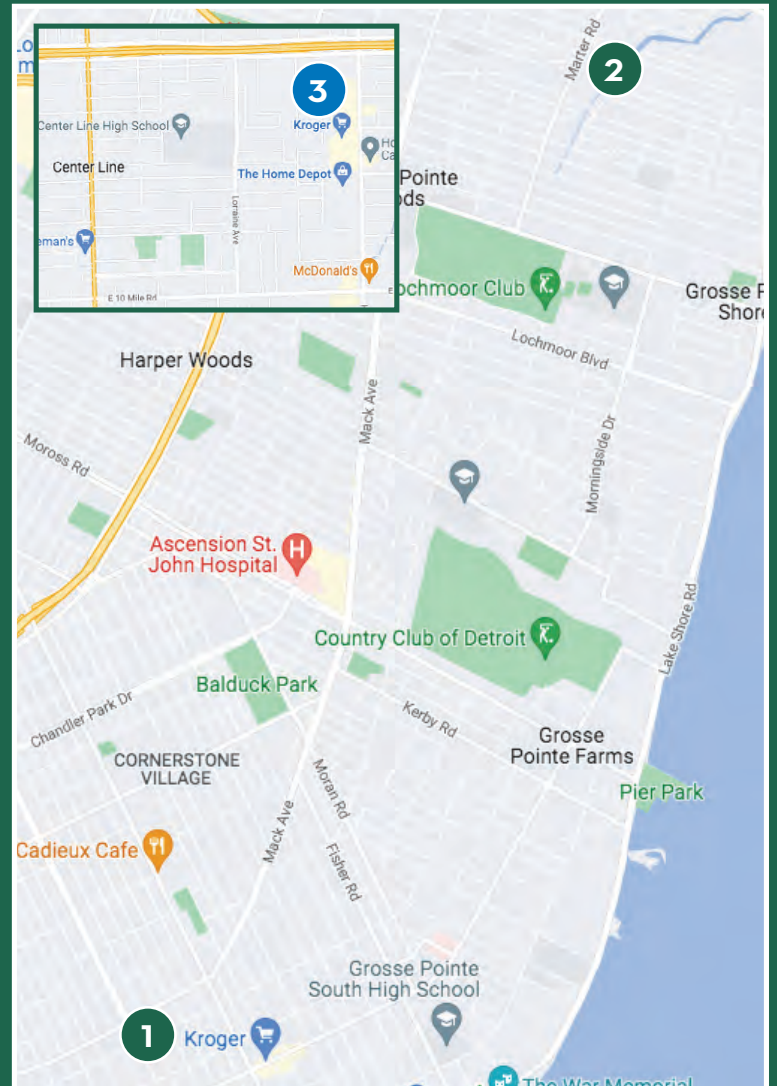 3
Center Line High School
Kroger
Center Line
The Home Depot
Lorraine Ave
eman's
McDonald's
E 10 Mile Rd
Marter Rd
2
Pointe
ods
ochmoor Club
Grosse P
Shore
Lochmoor Blvd
Harper Woods
Mack Ave
Moross Rd
Morningside Dr
Ascension St.
John Hospital
H
Lake Shore Rd
Country Club of Detroit
Balduck Park
Kerby Rd
Chandler Park Dr
Grosse
Pointe Farms
CORNERSTONE
VILLAGE
Moran Rd
Pier Park
Mack Ave
Cadieux Cafe
Fisher Rd
Grosse Pointe
South High School
1
Kroger
The War Memorial